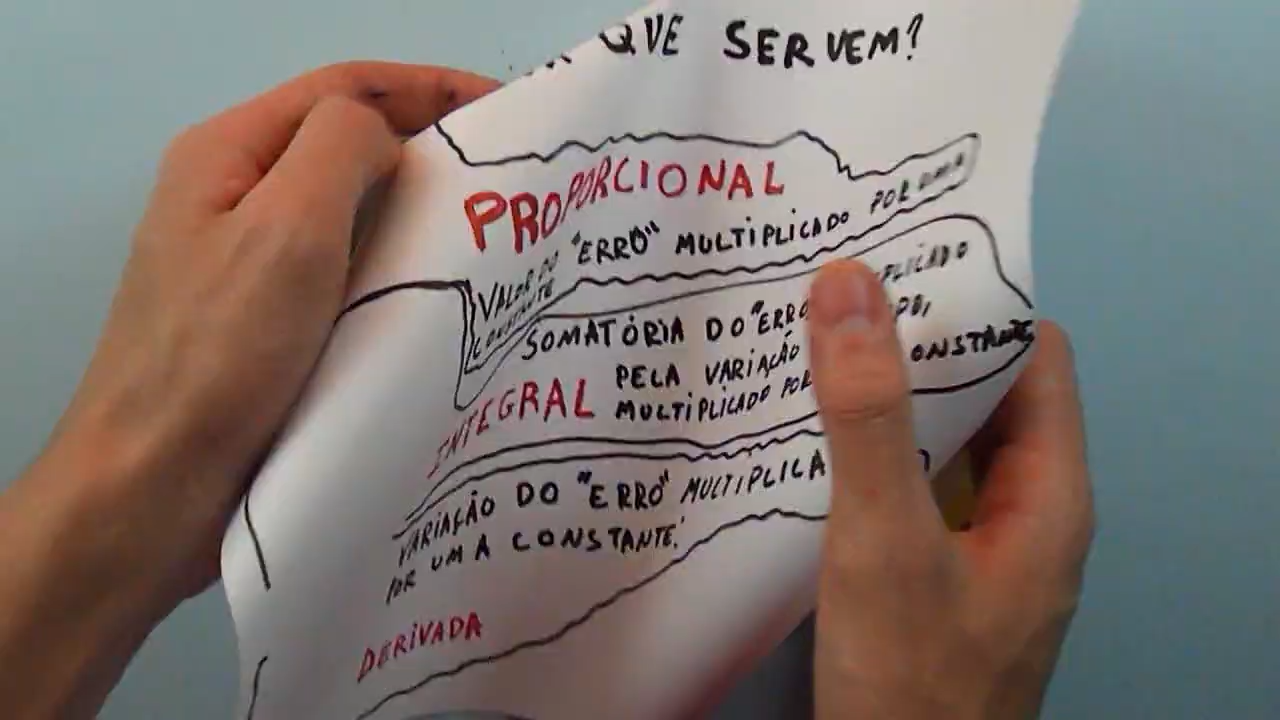 QUE SERVEM?
PROPORCIONAL
VALOR DO "ERRO" MULTIPLICADO POR UMA
CONSTANTE
SOMATÓRIA DO "ERRO
PELA VARIAÇÃO
MULTIPLICADO POR CONSTANTE
INTEGRAL
VARIAÇÃO DO "ERRO" MULTIPLICA
POR UMA CONSTANTE.
DERIVADA